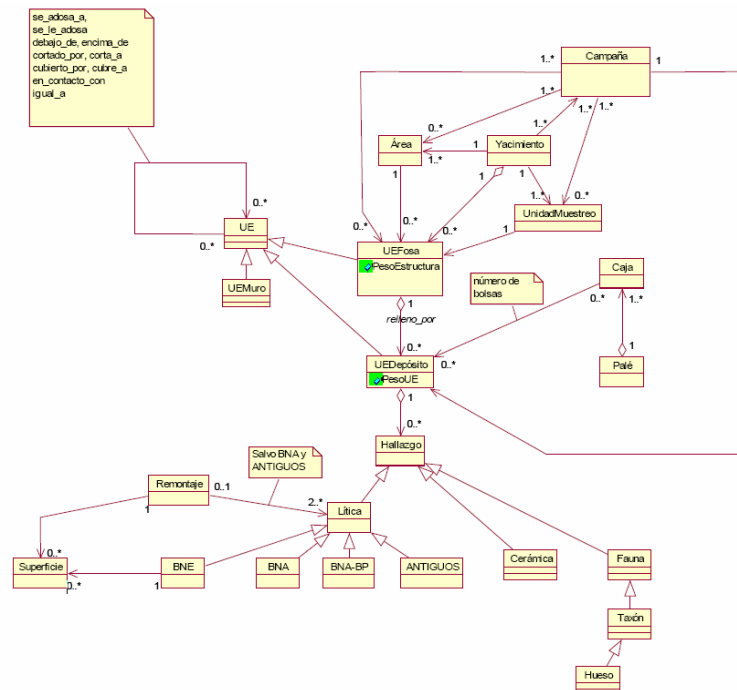 se_adosa_a,
se_le_adosa
debajo_de, encima_de
cortado_por, corta_a
cubierto_por, cubre_a
en_contacto_con
igual_a
Campaña
1..*
1
1..*
0..*
1..*
1..*
Área
1
Yacimiento
1..*
1
1
1
1..*
0..*
UnidadMuestreo
0..*
UE
0..*
0..*
0..*
0..*
1
UEFosa
PesoEstructura
UEMuro
1
relleno_por
0..*
número de
bolsas
Caja
0..*
1..*
1
Palé
UEDepósito
PesoUE
0..*
1
0..*
Hallazgo
Salvo BNA y
ANTIGUOS
Remontaje
0..1
1
2..*
Lítica
0..*
Superficie
0..*
1
BNE
BNA
BNA-BP
ANTIGUOS
Cerámica
Fauna
Taxón
Hueso